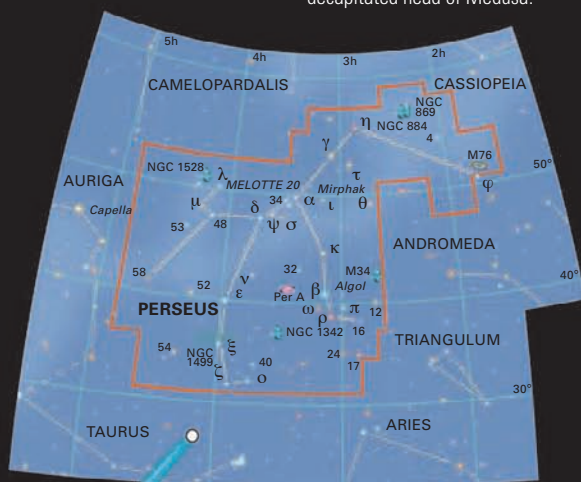 decapitated head of Medusa.
5h
4h
3h
2h
CAMELOPARDALIS
CASSIOPEIA
NGC
869
NGC 884
η
4
γ
M76
50°
NGC 1528
λ
τ
φ
AURIGA
MELOTTE 20
Mirphak
Capella
μ
34
α
ι
θ
δ
ψ
σ
53
48
κ
ANDROMEDA
58
32
M34
40°
52
ν
ε
Per A
β
Algol
PERSEUS
ω
π
12
ρ
NGC 1342
16
TRIANGULUM
54
NGC
1499
ξ
24
40
17
ζ
ο
30°
TAURUS
ARIES